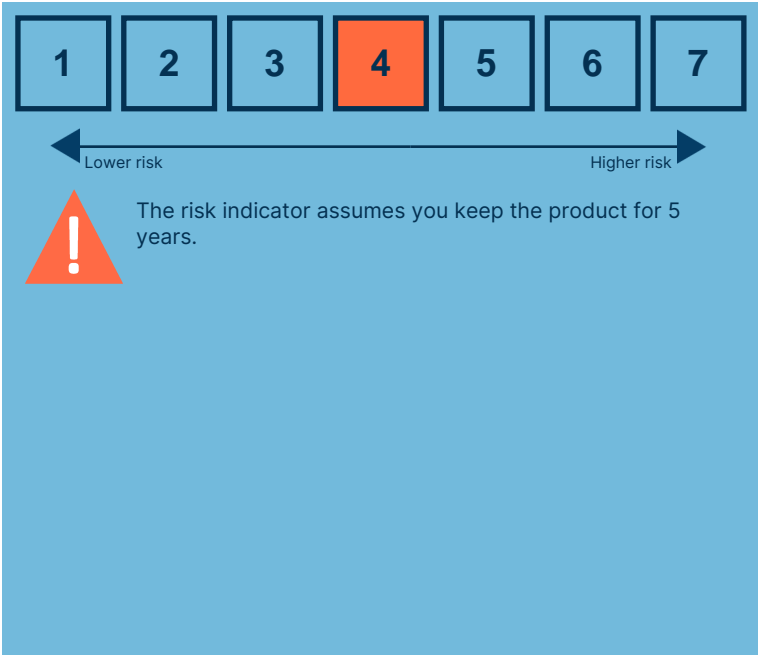 1 2 3 4 5 6 7
Lower risk Higher risk
The risk indicator assumes you keep the product for 5
years.